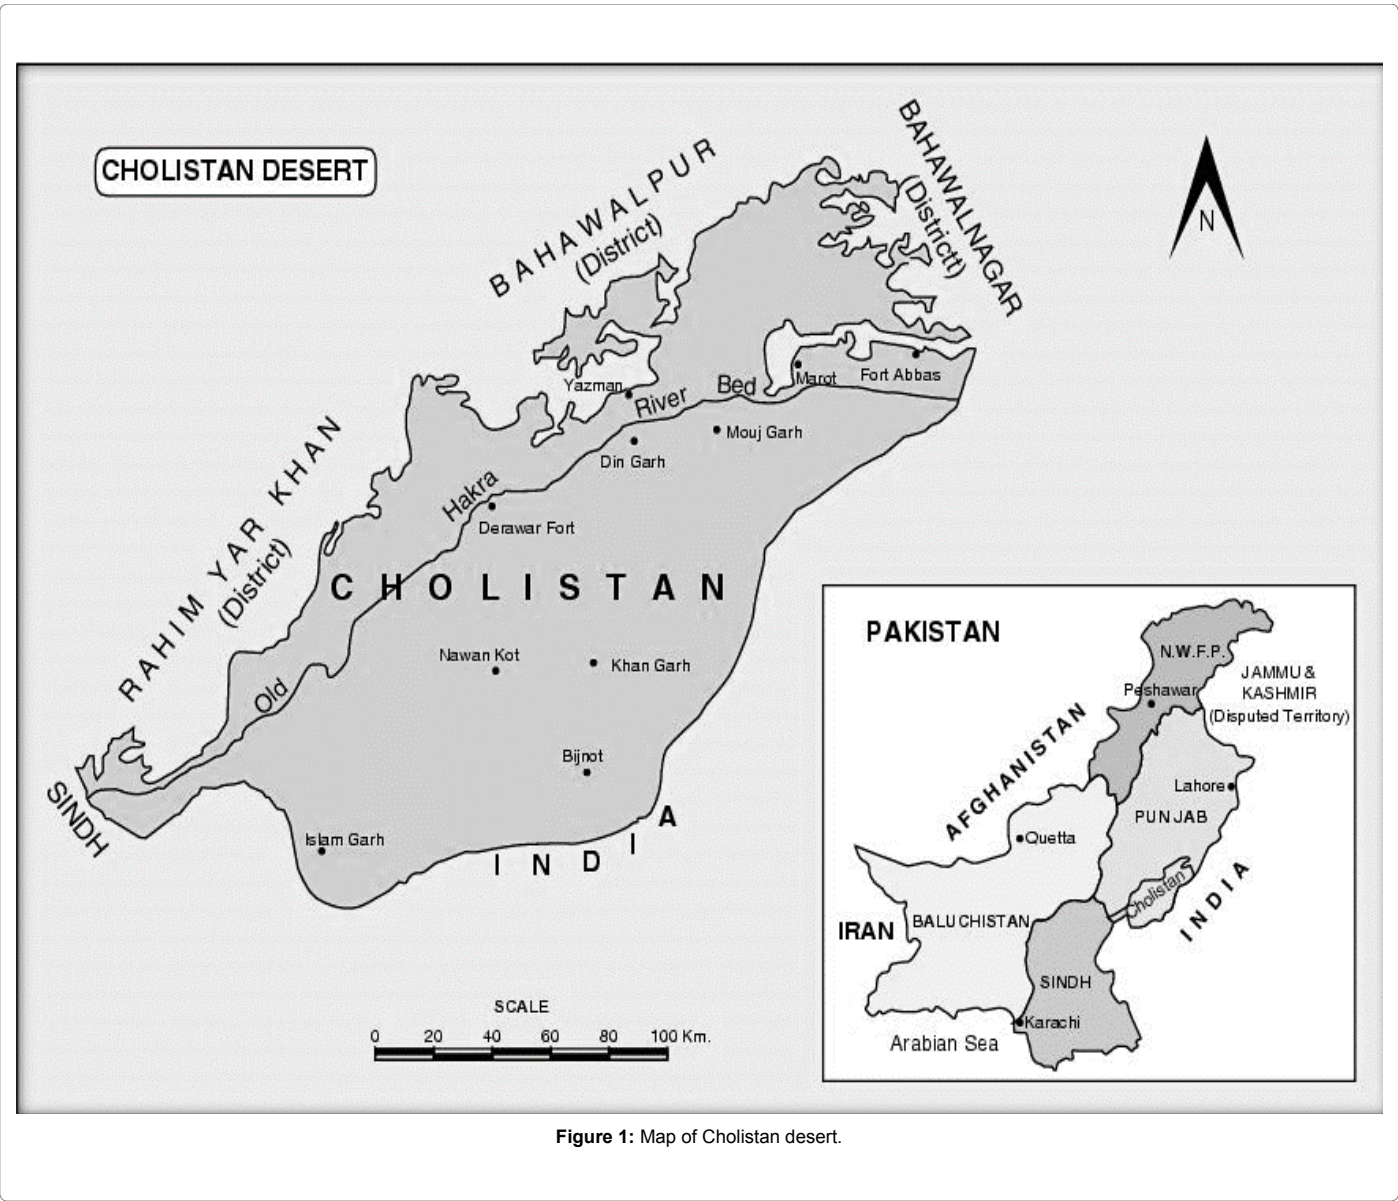 CHOLISTAN DESERT
BAHAWALPUR
(District)
BAHAWALNAGAR
(Districtt)
N
RAHIM YAR KHAN
(District)
Yazman
Marot
Fort Abbas
Old Hakra River Bed
Mouj Garh
Din Garh
Derawar Fort
CHOLISTAN
Nawan Kot
Khan Garh
Bijnot
Islam Garh
SINDH
INDIA
SCALE
0 20 40 60 80 100 Km.
PAKISTAN
N.W.F.P.
Peshawar
JAMMU &
KASHMIR
(Disputed Territory)
AFGHANISTAN
Lahore
PUNJAB
Quetta
Cholistan
INDIA
IRAN
BALUCHISTAN
SINDH
Karachi
Arabian Sea
Figure 1: Map of Cholistan desert.